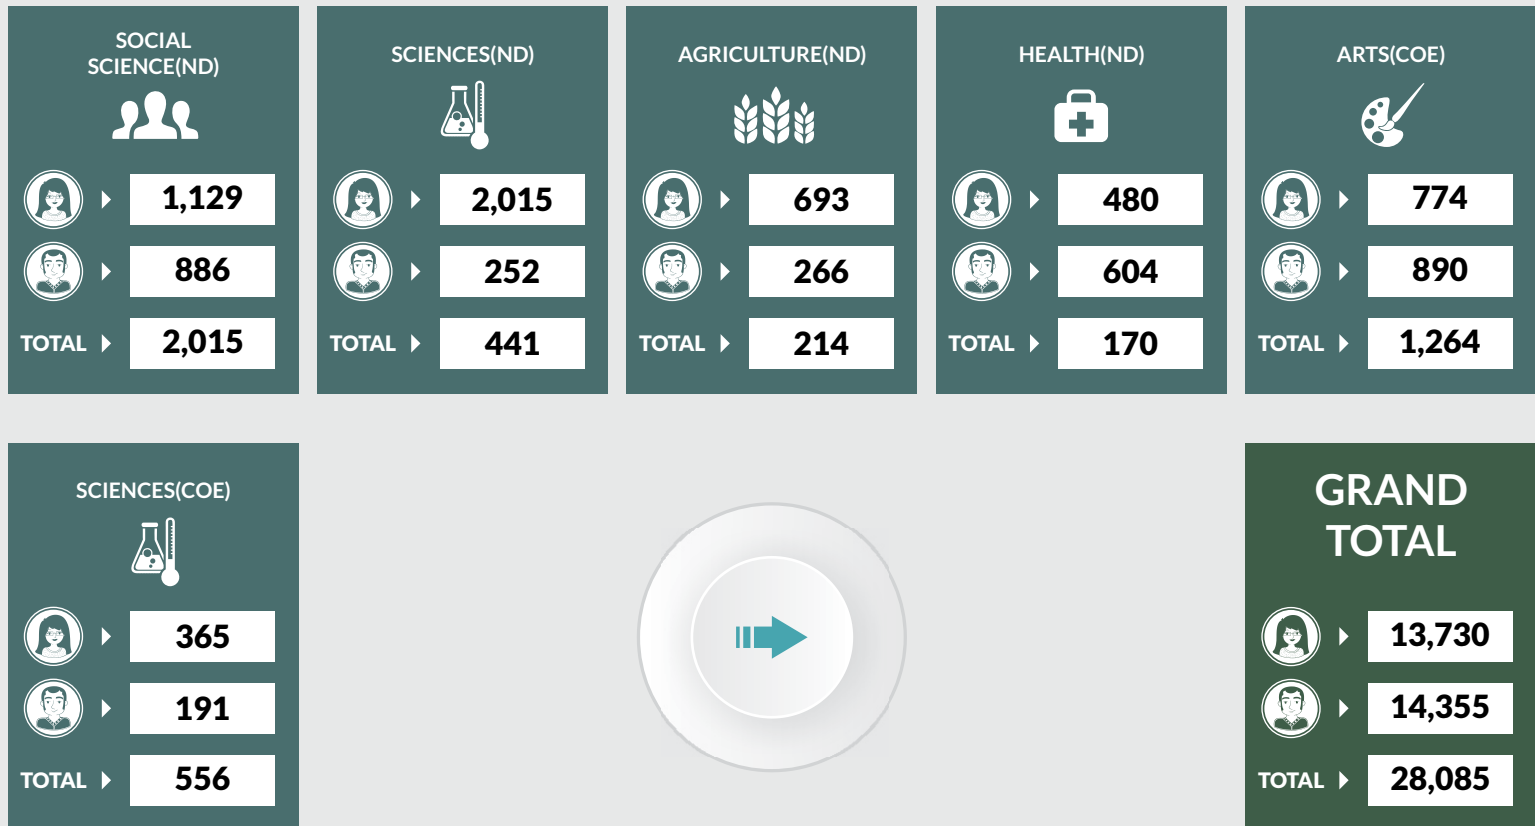 SOCIAL
SCIENCE(ND)
1,129
886
TOTAL 2,015
SCIENCES(ND)
2,015
252
TOTAL 441
AGRICULTURE(ND)
693
266
TOTAL 214
HEALTH(ND)
480
604
TOTAL 170
ARTS(COE)
774
890
TOTAL 1,264
SCIENCES(COE)
365
191
TOTAL 556
GRAND
TOTAL
13,730
14,355
TOTAL 28,085